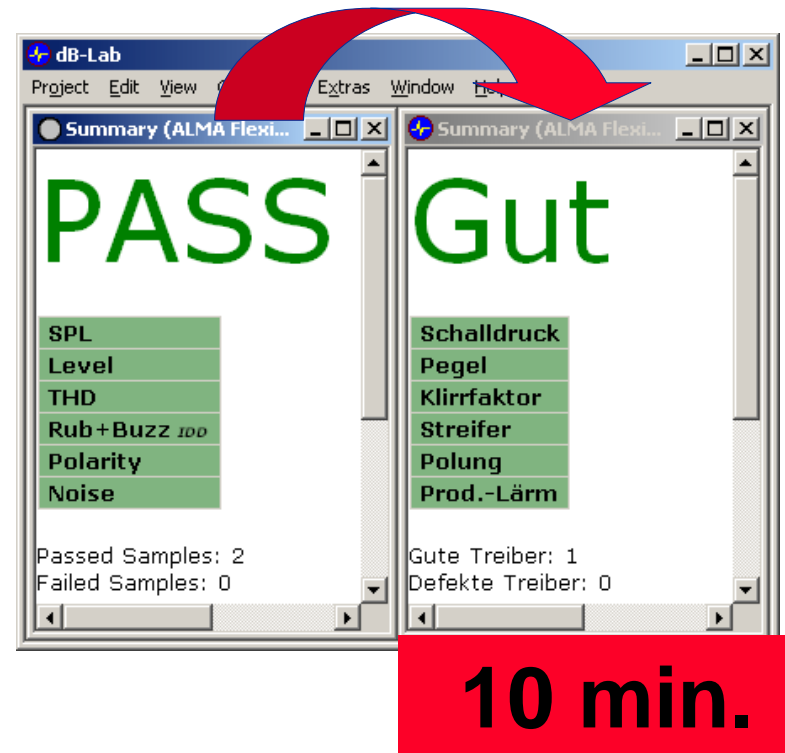 dB-Lab
Project Edit View Extras Window Help
Summary (ALMA Flexi...
PASS
SPL
Level
THD
Rub+Buzz IDD
Polarity
Noise
Passed Samples: 2
Failed Samples: 0
Summary (ALMA Flexi...
Gut
Schalldruck
Pegel
Klirrfaktor
Streifer
Polung
Prod.-Lärm
Gute Treiber: 1
Defekte Treiber: 0
10 min.